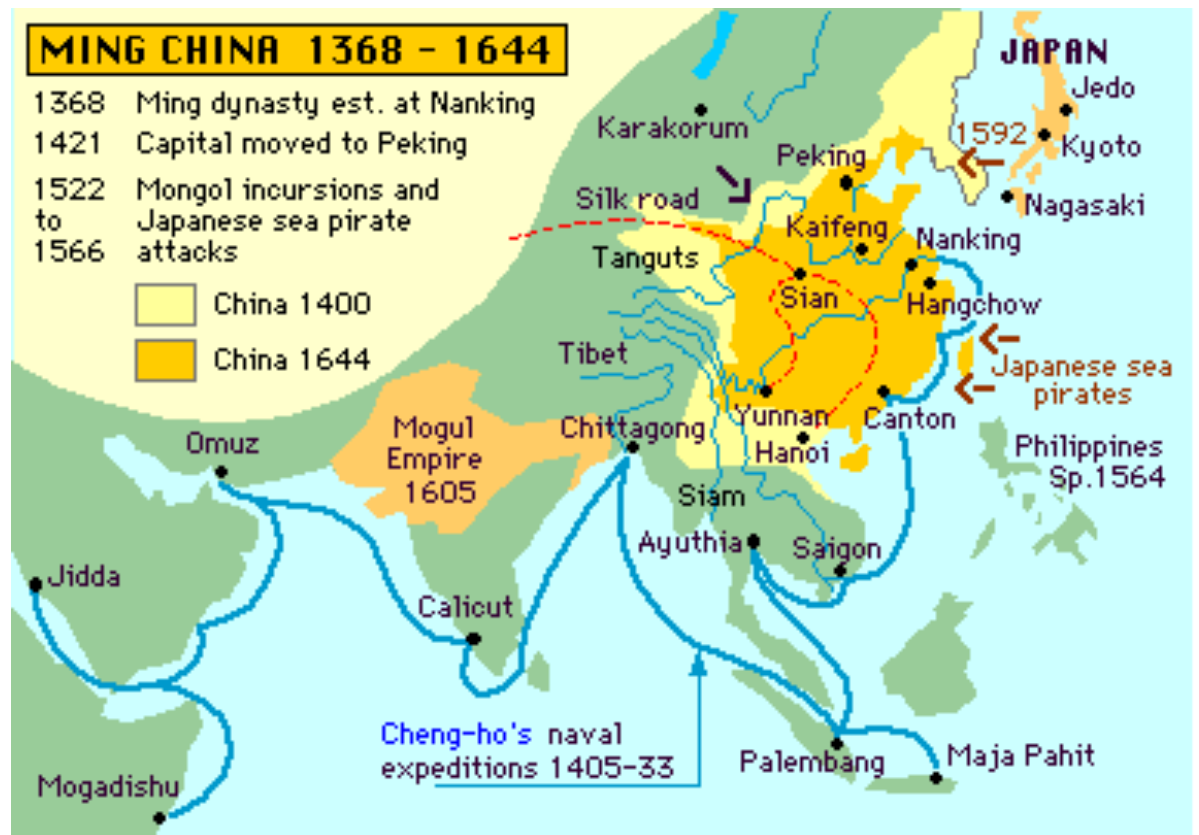 MING CHINA 1368 - 1644
1368 Ming dynasty est. at Nanking
1421 Capital moved to Peking
1522 Mongol incursions and
to Japanese sea pirate
1566 attacks
China 1400
China 1644
JAPAN
Jedo
Karakorum
1592
Kyoto
Peking
Silk road
Nagasaki
Kaifeng
Nanking
Tanguts
Sian
Hangchow
Tibet
Japanese sea
pirates
Yunnan
Canton
Mogul
Empire
1605
Chittagong
Hanoi
Omuz
Philippines
Sp.1564
Siam
Ayuthia
Saigon
Jidda
Calicut
Cheng-ho's naval
expeditions 1405-33
Palembang
Maja Pahit
Mogadishu